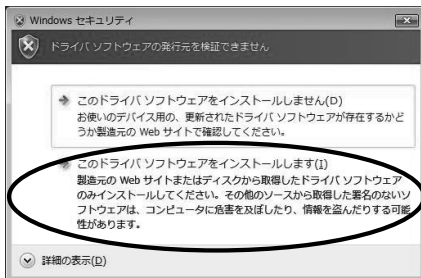 Windows セキュリティ
ドライバ ソフトウェアの発行元を検証できません
このドライバ ソフトウェアをインストールしません(D)
お使いのデバイス用の、更新されたドライバ ソフトウェアが存在するかど
うか製造元の Web サイトで確認してください。
このドライバ ソフトウェアをインストールします(I)
製造元の Web サイトまたはディスクから取得したドライバ ソフトウェア
のみインストールしてください。その他のソースから取得した署名のないソ
フトウェアは、コンピュータに危害を及ぼしたり、情報を盗んだりする可能
性があります。
詳細の表示(D)